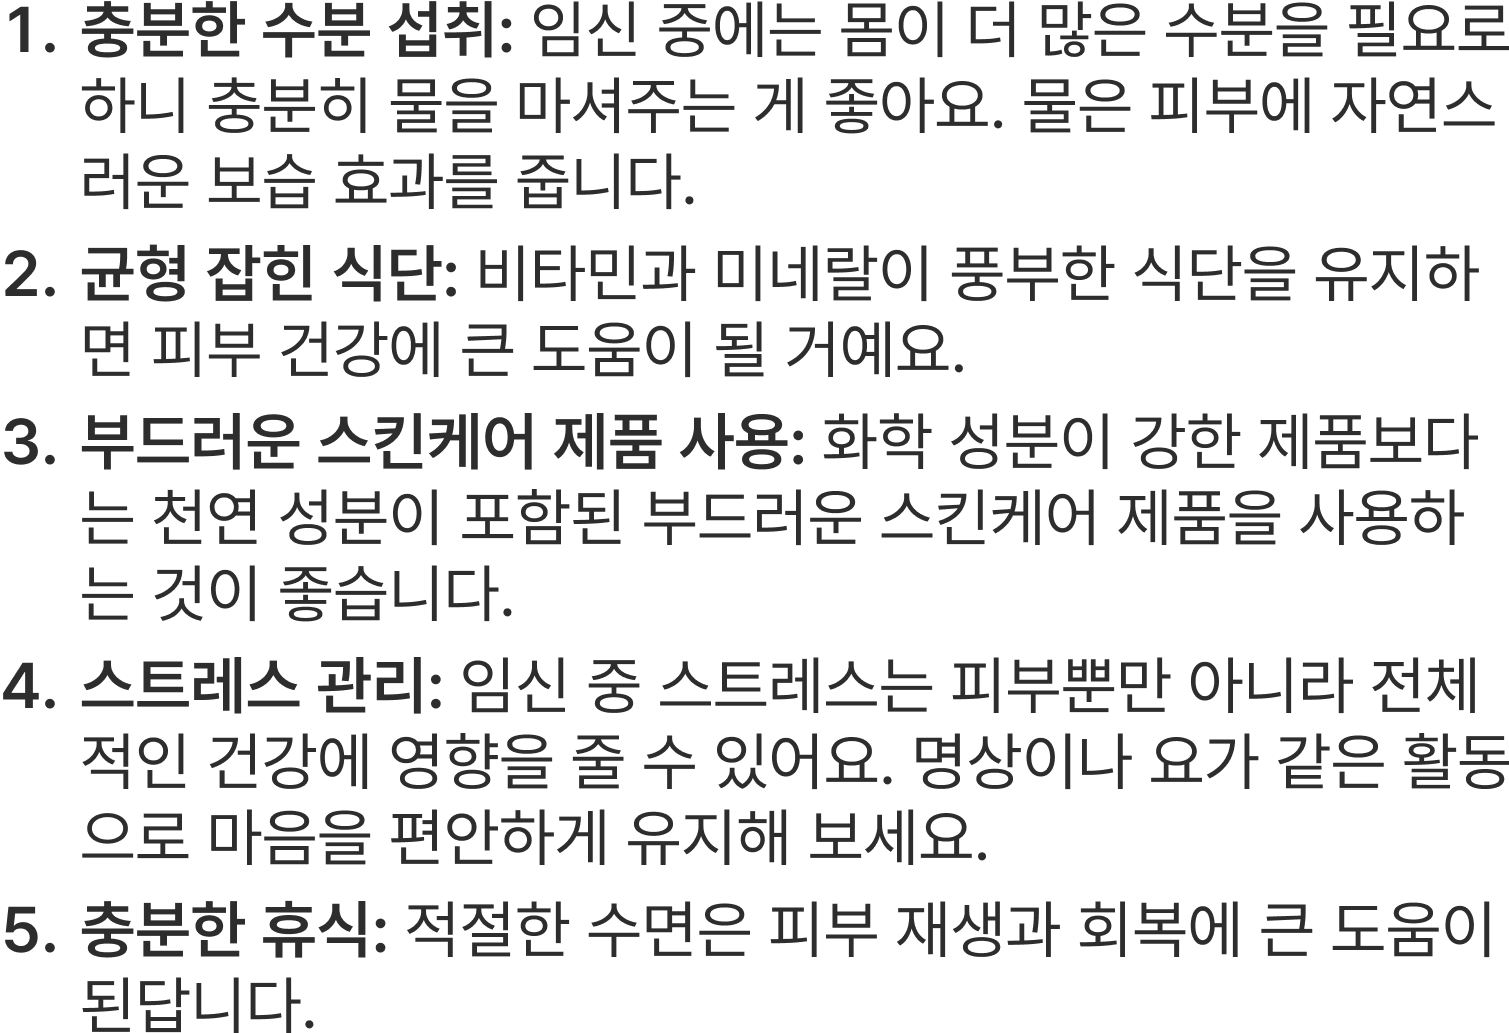 1. 충분한 수분 섭취: 임신 중에는 몸이 더 많은 수분을 필요로
하니 충분히 물을 마셔주는 게 좋아요. 물은 피부에 자연스
러운 보습 효과를 줍니다.
2. 균형 잡힌 식단: 비타민과 미네랄이 풍부한 식단을 유지하
면 피부 건강에 큰 도움이 될 거예요.
3. 부드러운 스킨케어 제품 사용: 화학 성분이 강한 제품보다
는 천연 성분이 포함된 부드러운 스킨케어 제품을 사용하
는 것이 좋습니다.
4. 스트레스 관리: 임신 중 스트레스는 피부뿐만 아니라 전체
적인 건강에 영향을 줄 수 있어요. 명상이나 요가 같은 활동
으로 마음을 편안하게 유지해 보세요.
5. 충분한 휴식: 적절한 수면은 피부 재생과 회복에 큰 도움이
된답니다.